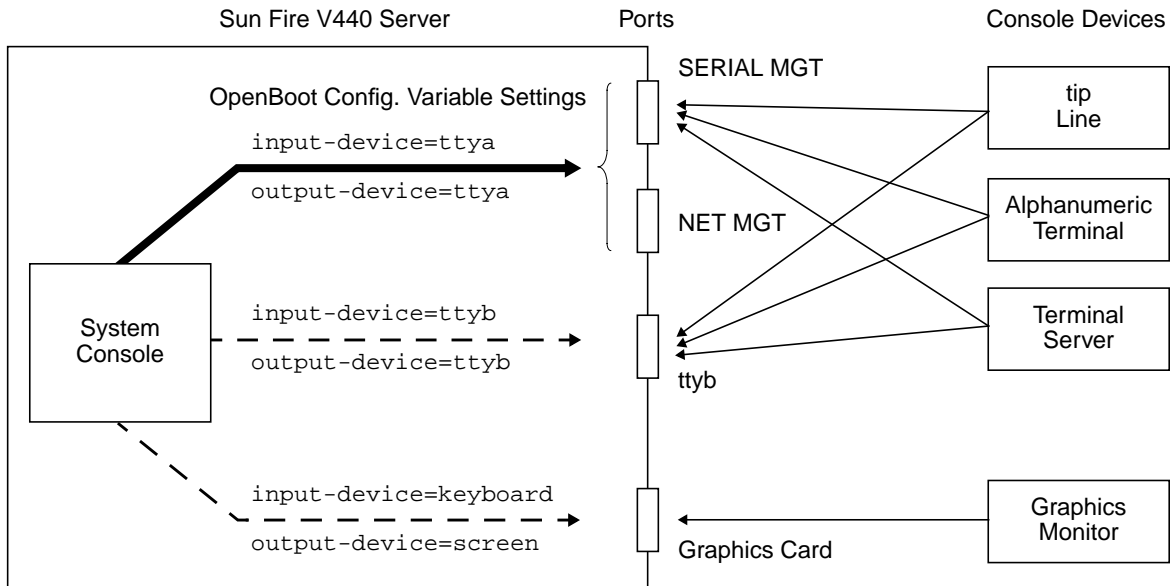 Sun Fire V440 Server
Ports
Console Devices
SERIAL MGT
tip
Line
OpenBoot Config. Variable Settings
input-device=ttya
output-device=ttya
NET MGT
Alphanumeric
Terminal
System
Console
input-device=ttyb
output-device=ttyb
ttyb
Terminal
Server
input-device=keyboard
output-device=screen
Graphics Card
Graphics
Monitor